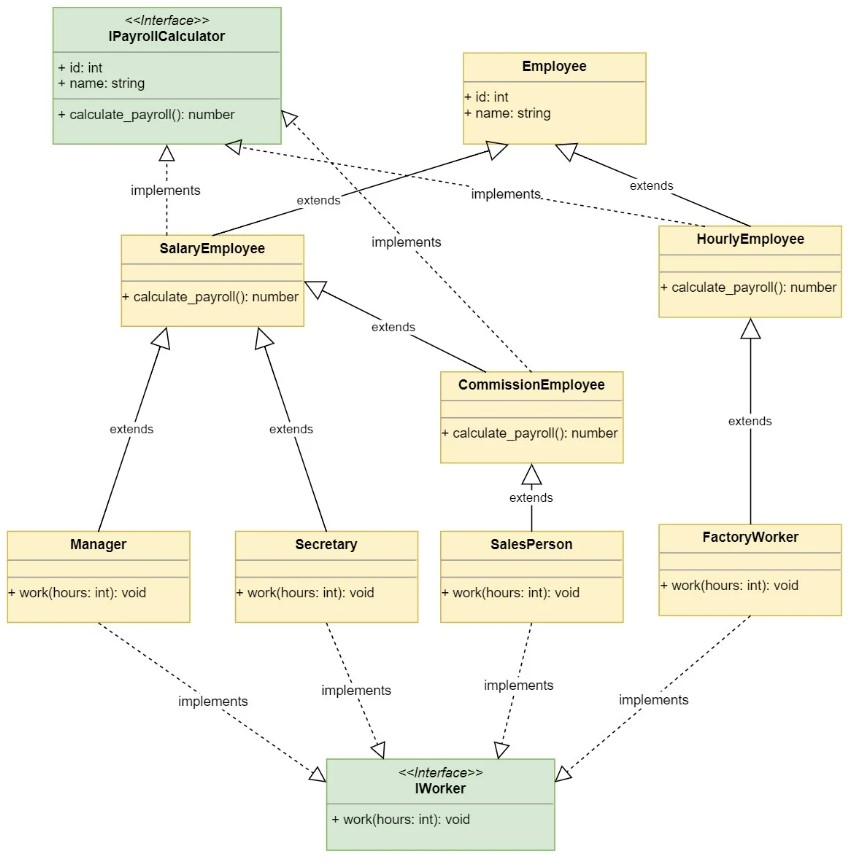 <<Interface>>
IPayrollCalculator
+ id: int
+ name: string
+ calculate_payroll(): number
Employee
+ id: int
+ name: string
implements
extends
implements
extends
implements
SalaryEmployee
+ calculate_payroll(): number
HourlyEmployee
+ calculate_payroll(): number
extends
CommissionEmployee
+ calculate_payroll(): number
extends
extends
extends
extends
Manager
+ work(hours: int): void
Secretary
+ work(hours: int): void
SalesPerson
+ work(hours: int): void
FactoryWorker
+ work(hours: int): void
implements
implements
implements
implements
<<Interface>>
IWorker
+ work(hours: int): void